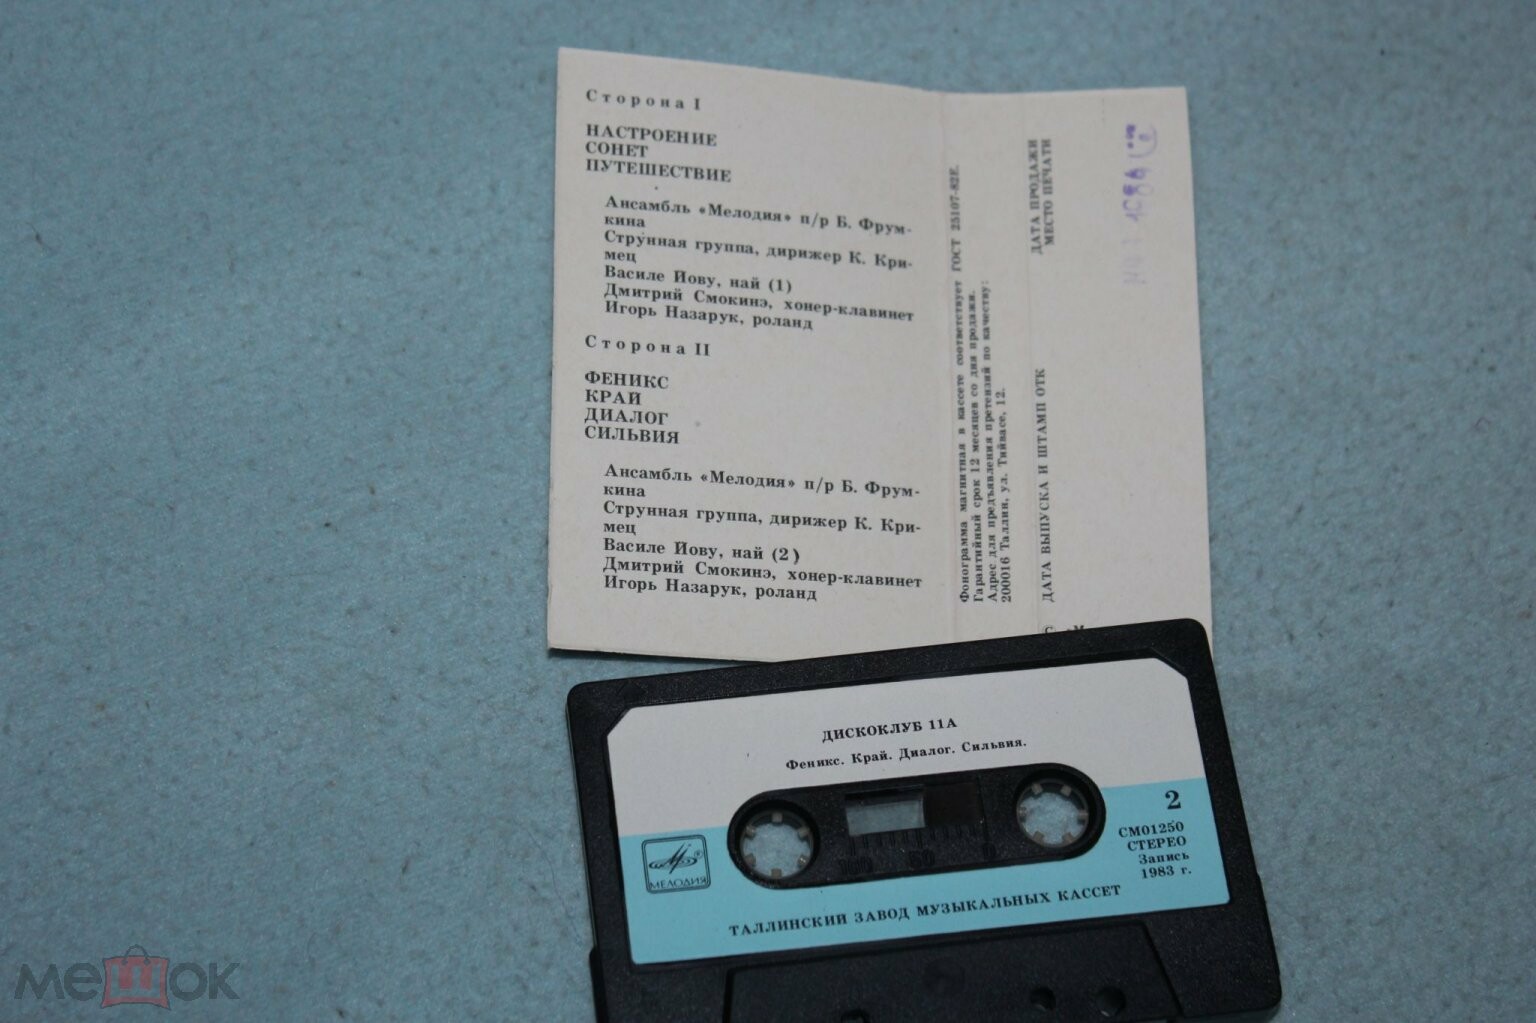 Сторона I
НАСТРОЕНИЕ
СОНЕТ
ПУТЕШЕСТВИЕ
Ансамбль «Мелодия» п/р Б. Фрум-
кина
Струнная группа, дирижер К. Кри-
мец
Василе Йову, най (1)
Дмитрий Смокинэ, хонер-клавинет
Игорь Назарук, роланд
Сторона II
ФЕНИКС
КРАЙ
ДИАЛОГ
СИЛЬВИЯ
Ансамбль «Мелодия» п/р Б. Фрум-
кина
Струнная группа, дирижер К. Кри-
мец
Василе Йову, най (2)
Дмитрий Смокинэ, хонер-клавинет
Игорь Назарук, роланд
Фонограмма магнитная в кассете соответствует ГОСТ 25107-82Е.
Гарантийный срок 12 месяцев со дня продажи.
Адрес для предъявления претензий по качеству:
200016 Таллин, ул. Тийвасе, 12.
ДАТА ВЫПУСКА И ШТАМП ОТК
ДАТА ПРОДАЖИ
МЕСТО ПЕЧАТИ
ДИСКОКЛУБ 11А
Феникс. Край. Диалог. Сильвия.
2
СМ01250
СТЕРЕО
Запись
1983 г.
МЕЛОДИЯ
ТАЛЛИНСКИЙ ЗАВОД МУЗЫКАЛЬНЫХ КАССЕТ
мешок